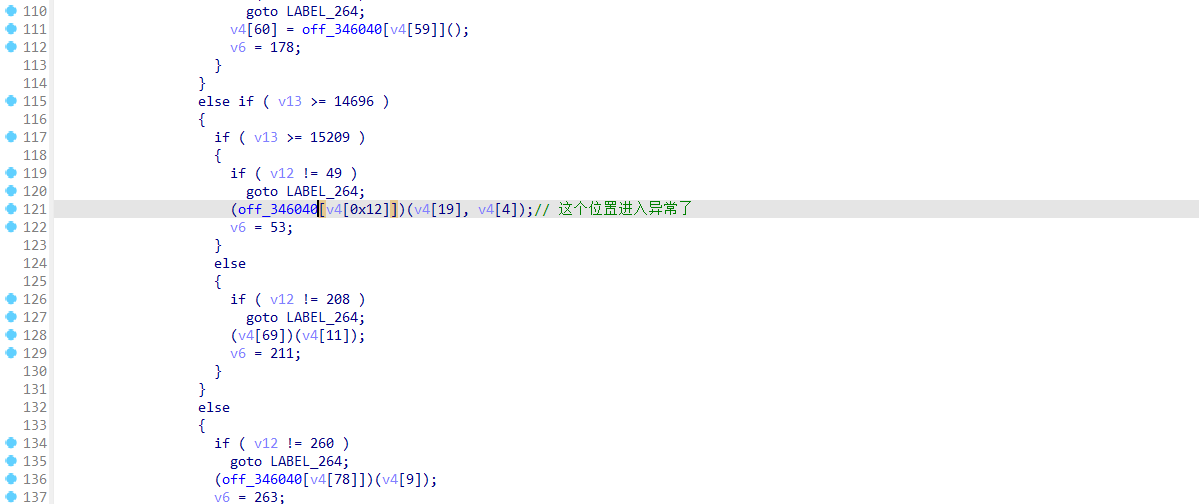 110 goto LABEL_264;
111 v4[60] = off_346040[v4[59]]();
112 v6 = 178;
113 }
114 }
115 else if ( v13 >= 14696 )
116 {
117 if ( v13 >= 15209 )
118 {
119 if ( v12 != 49 )
120 goto LABEL_264;
121 (off_346040[v4[0x12]])(v4[19], v4[4]);// 这个位置进入异常了
122 v6 = 53;
123 }
124 else
125 {
126 if ( v12 != 208 )
127 goto LABEL_264;
128 (v4[69])(v4[11]);
129 v6 = 211;
130 }
131 }
132 else
133 {
134 if ( v12 != 260 )
135 goto LABEL_264;
136 (off_346040[v4[78]])(v4[9]);
137 v6 = 263;